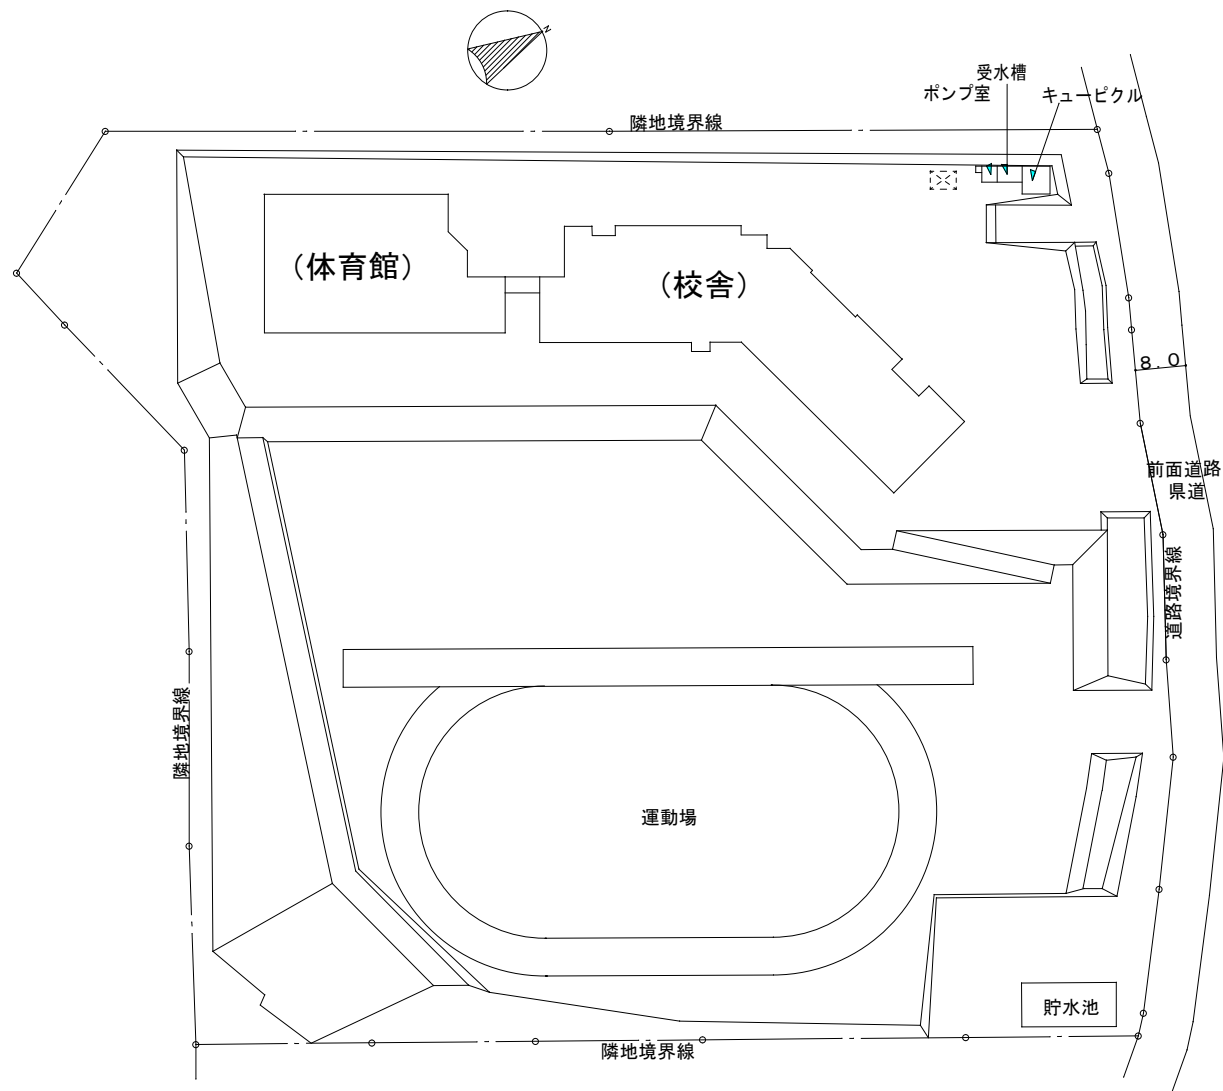 N
受水槽
ポンプ室
キュービクル
隣地境界線
(体育館)
(校舎)
8.0
前面道路
県道
道路境界線
隣地境界線
運動場
貯水池
隣地境界線